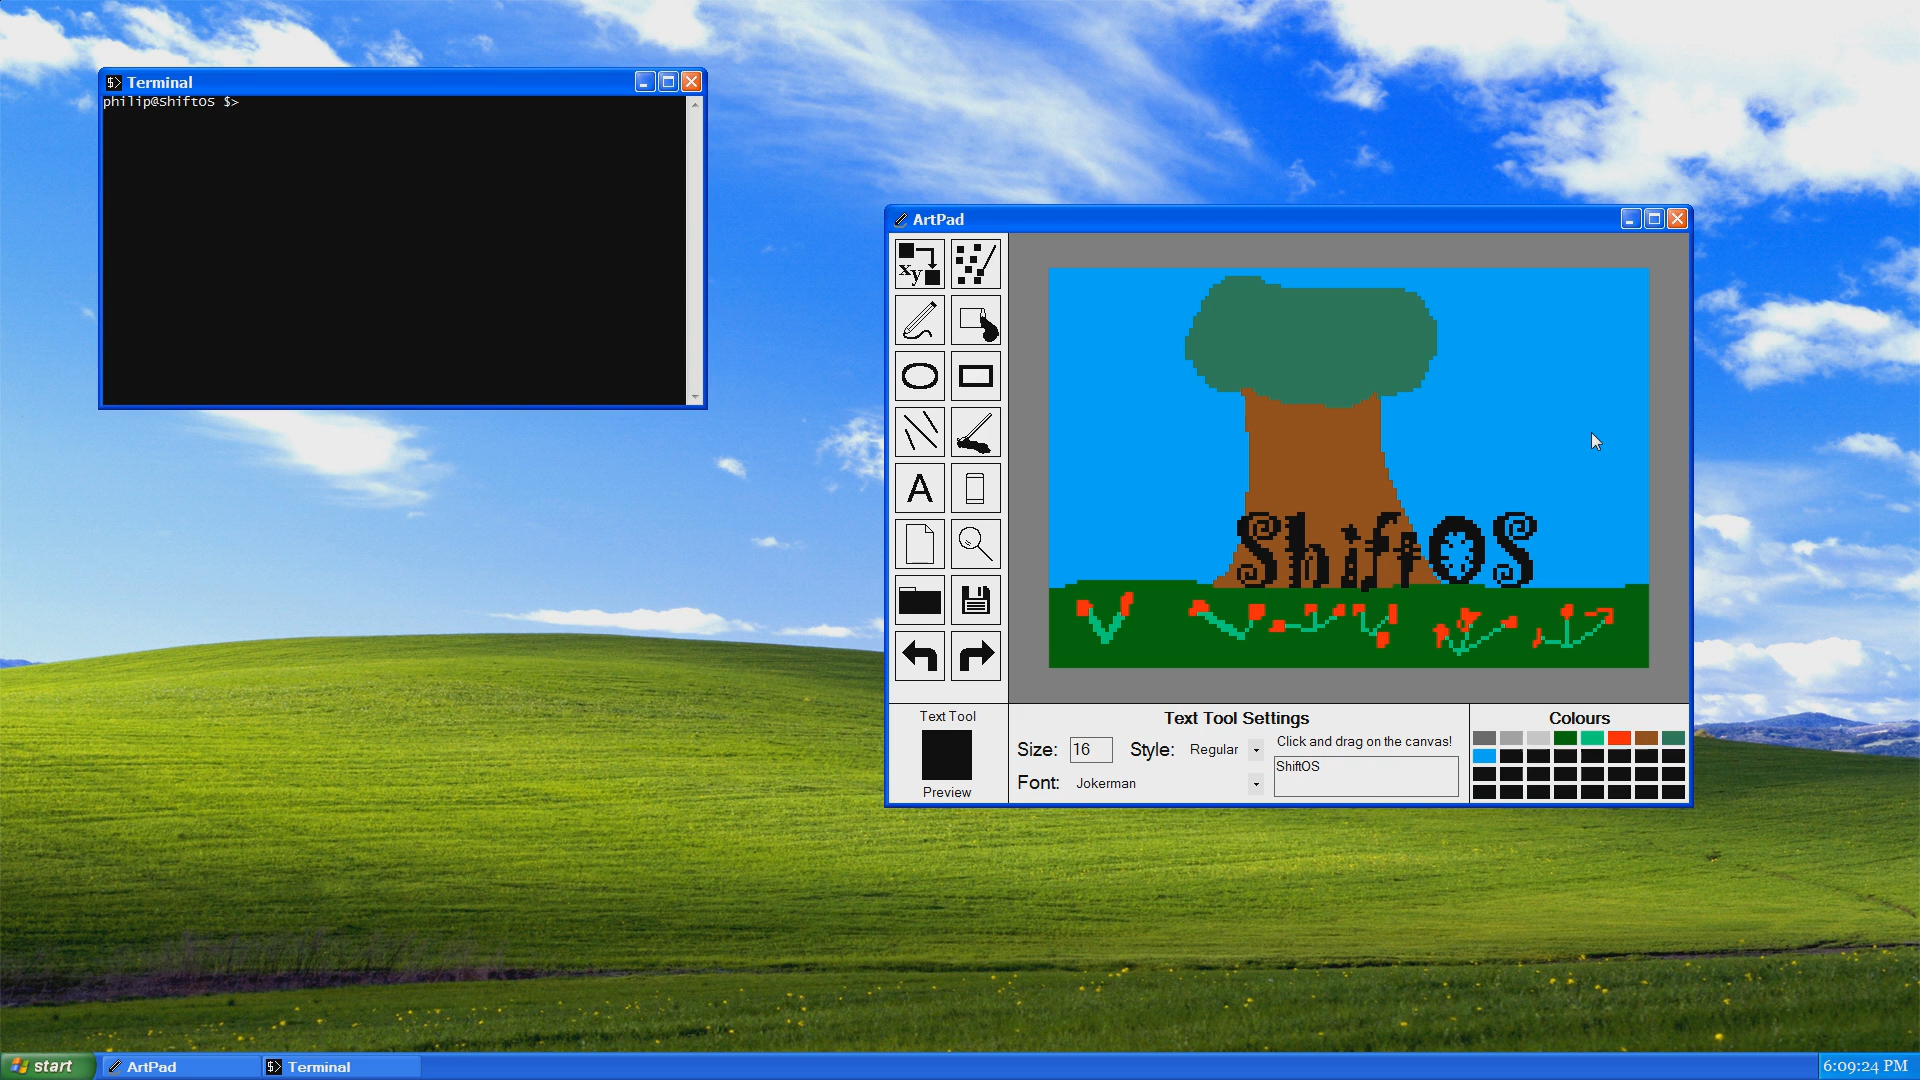 Terminal
philip@shiftos $>
ArtPad
xy
A
ShiftOS
Text Tool
Preview
Text Tool Settings
Size: 16 Style: Regular
Font: Jokerman
Click and drag on the canvas!
ShiftOS
Colours
start
ArtPad
$> Terminal
6:09:24 PM